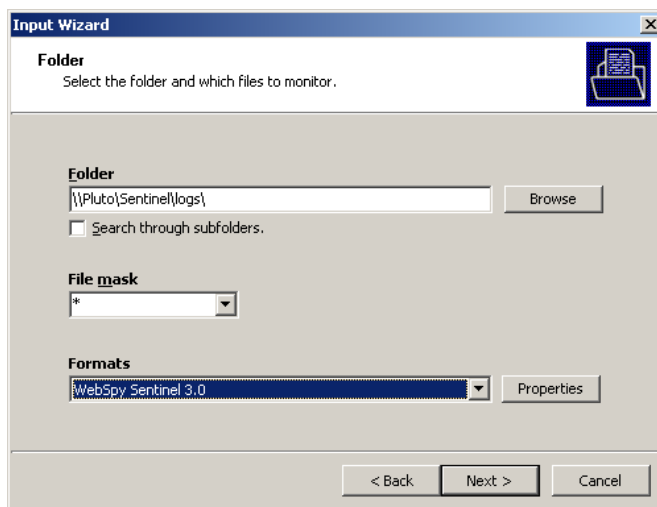 Input Wizard
Folder
Select the folder and which files to monitor.
Folder
\\Pluto\Sentinel\logs\
Browse
Search through subfolders.
File mask
*
Formats
WebSpy Sentinel 3.0
Properties
< Back
Next >
Cancel